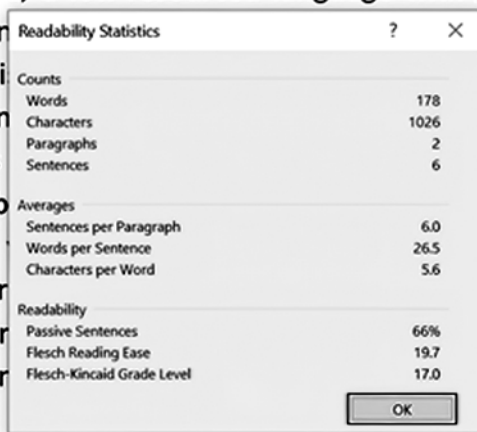 Readability Statistics ? ×
Counts
Words 178
Characters 1026
Paragraphs 2
Sentences 6
Averages
Sentences per Paragraph 6.0
Words per Sentence 26.5
Characters per Word 5.6
Readability
Passive Sentences 66%
Flesch Reading Ease 19.7
Flesch-Kincaid Grade Level 17.0
OK